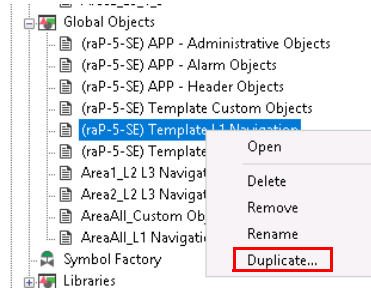 Global Objects
(raP-5-SE) APP - Administrative Objects
(raP-5-SE) APP - Alarm Objects
(raP-5-SE) APP - Header Objects
(raP-5-SE) Template Custom Objects
(raP-5-SE) Template L1 Navigation
(raP-5-SE) Template
Area1_L2 L3 Navigat
Area2_L2 L3 Navigat
AreaAll_Custom Ob
AreaAll_L1 Navigati
Symbol Factory
Libraries
Open
Delete
Remove
Rename
Duplicate...